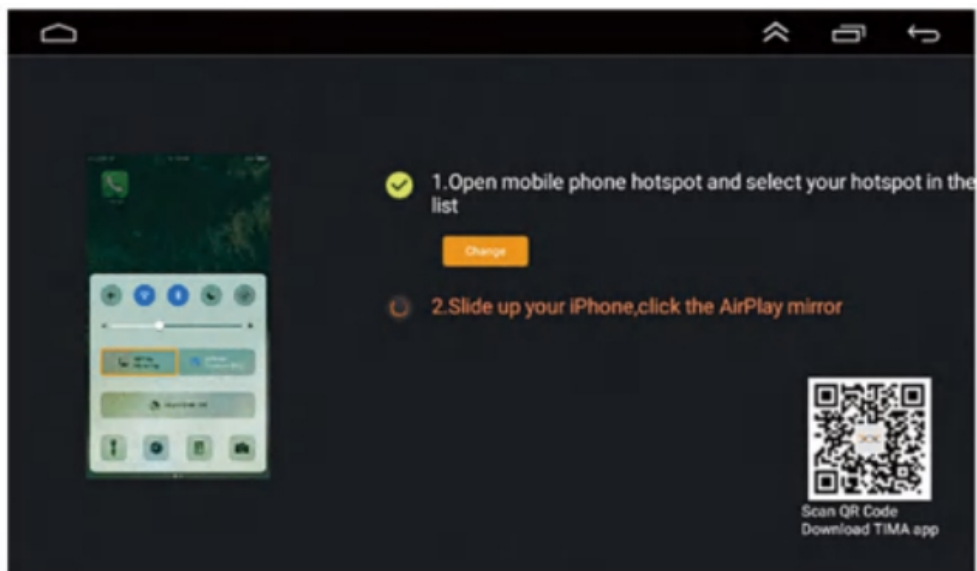 1.Open mobile phone hotspot and select your hotspot in the
list
Change
2.Slide up your iPhone,click the AirPlay mirror
Scan QR Code
Download TIMA app